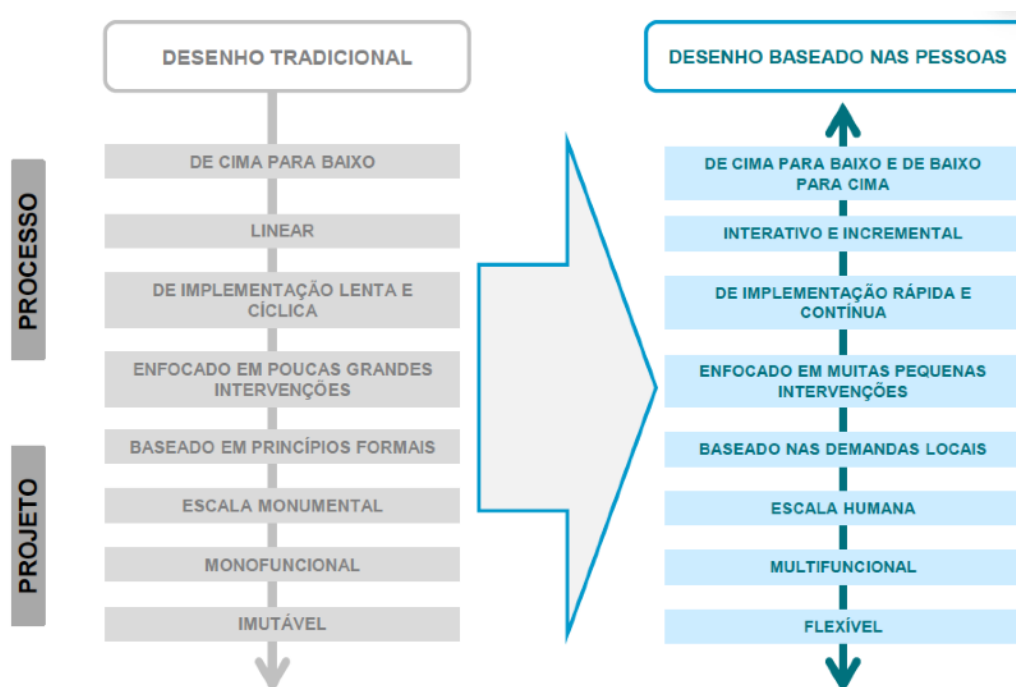 DESENHO TRADICIONAL
DE CIMA PARA BAIXO
LINEAR
DE IMPLEMENTAÇÃO LENTA E
CÍCLICA
ENFOCADO EM POUCAS GRANDES
INTERVENÇÕES
BASEADO EM PRINCÍPIOS FORMAIS
ESCALA MONUMENTAL
MONOFUNCIONAL
IMUTÁVEL
PROCESSO
PROJETO
DESENHO BASEADO NAS PESSOAS
DE CIMA PARA BAIXO E DE BAIXO
PARA CIMA
INTERATIVO E INCREMENTAL
DE IMPLEMENTAÇÃO RÁPIDA E
CONTÍNUA
ENFOCADO EM MUITAS PEQUENAS
INTERVENÇÕES
BASEADO NAS DEMANDAS LOCAIS
ESCALA HUMANA
MULTIFUNCIONAL
FLEXÍVEL